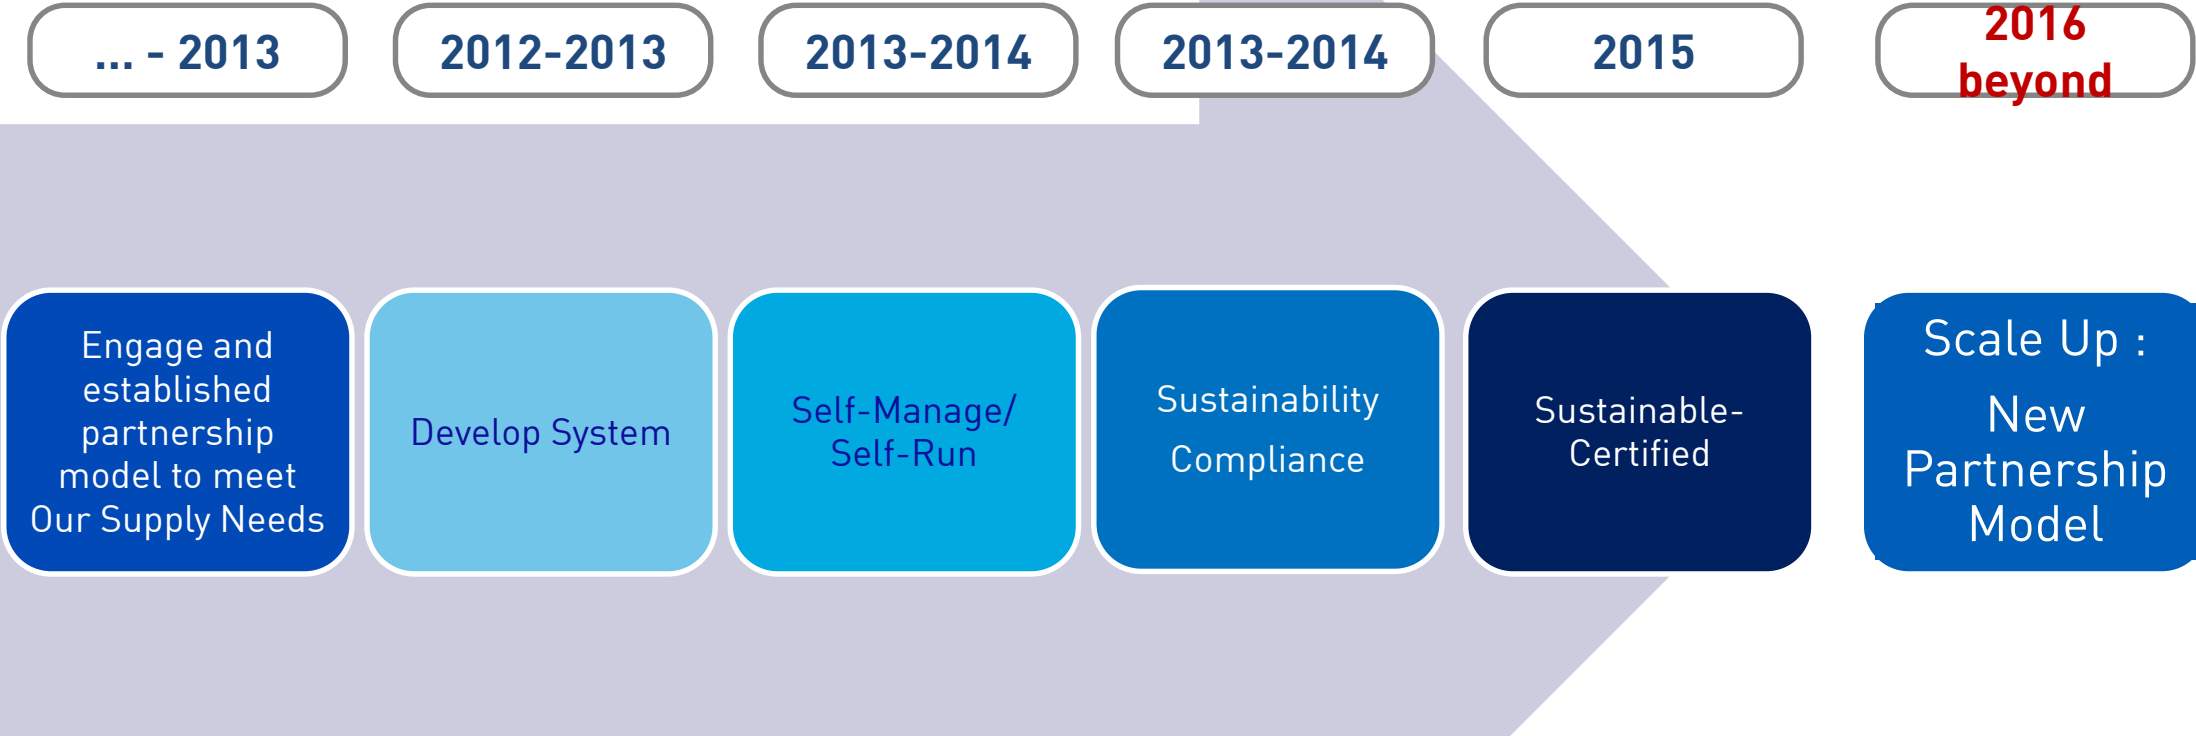 ... - 2013
2012-2013
2013-2014
2013-2014
2015
2016
beyond
Engage and
established
partnership
model to meet
Our Supply Needs
Develop System
Self-Manage/
Self-Run
Sustainability
Compliance
Sustainable-
Certified
Scale Up :
New
Partnership
Model